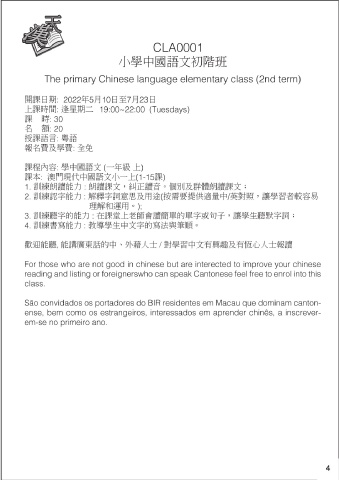 CLA0001
小學中國語文初階班
The primary Chinese language elementary class (2nd term)
開課日期: 2022年5月10日至7月23日
上課時間: 逢星期二 19:00~22:00 (Tuesdays)
課 時: 30
名 額: 20
授課語言: 粵語
報名費及學費: 全免
課程內容: 學中國語文 (一年級 上)
課本: 澳門現代中國語文小一上(1-15課)
1. 訓練朗讀能力 : 朗讀課文，糾正讀音。個別及群體朗讀課文；
2. 訓練認字能力 : 解釋字詞意思及用途(按需要提供適量中/英對照，讓學習者較容易
理解和運用。);
3. 訓練聽字的能力 : 在課堂上老師會讀簡單的單字或句子，讓學生聽默字詞；
4. 訓練書寫能力 : 教導學生中文字的寫法與筆順。
歡迎能聽, 能講廣東話的中、外籍人士 / 對學習中文有興趣及有恆心人士報讀
For those who are not good in chinese but are interected to improve your chinese
reading and listing or foreignerswho can speak Cantonese feel free to enrol into this
class.
São convidados os portadores do BIR residentes em Macau que dominam canton-
ense, bem como os estrangeiros, interessados em aprender chinês, a inscrever-
em-se no primeiro ano.
4